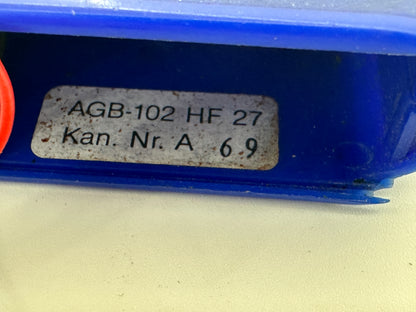 AGB-102 HF 27
Kan. Nr. A 69